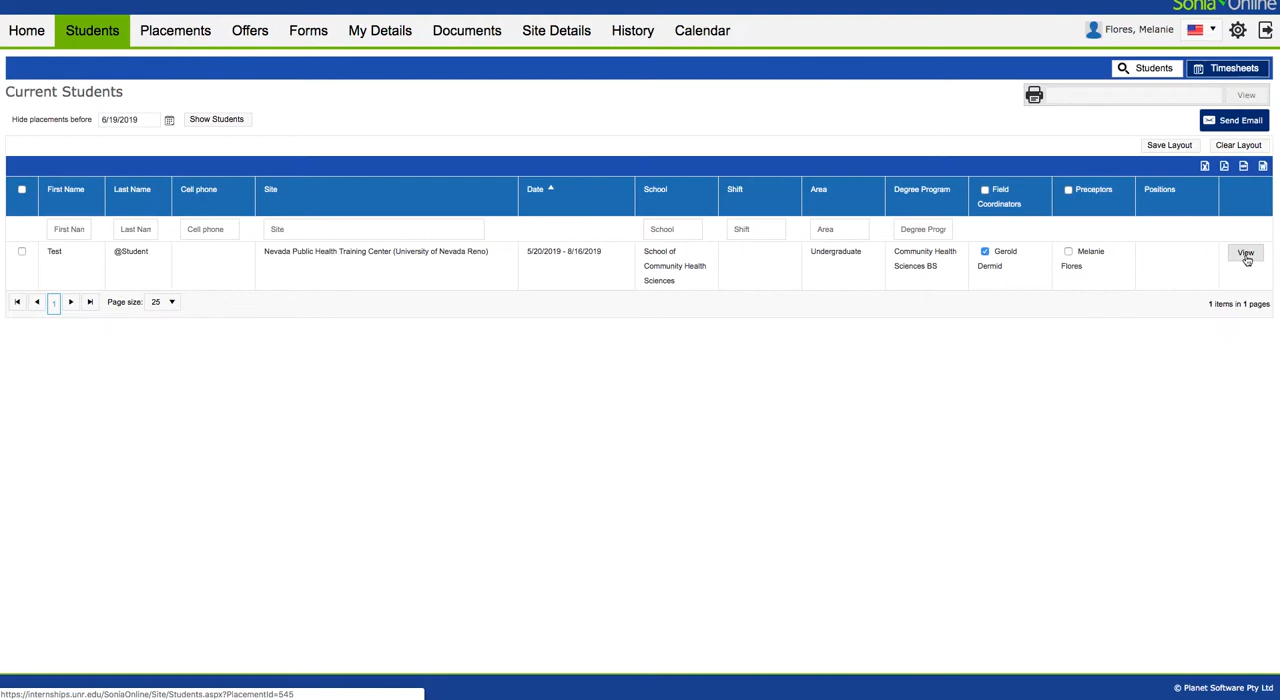 Sonia Online
Home Students Placements Offers Forms My Details Documents Site Details History Calendar Flores, Melanie
Students Timesheets
Current Students
View
Hide placements before 6/19/2019 Show Students
Send Email
Save Layout Clear Layout
First Name Last Name Cell phone Site Date School Shift Area Degree Program Field Coordinators Preceptors Positions
First Nan Last Nan Cell phone Site School Shift Area Degree Progr
Test @Student Nevada Public Health Training Center (University of Nevada Reno) 5/20/2019 - 8/16/2019 School of Undergraduate Community Health Gerold Melanie View
Community Health Sciences BS Dermid Flores
Sciences
1 Page size: 25 1 items in 1 pages
© Planet Software Pty Ltd
https://internships.unr.edu/SoniaOnline/Site/Students.aspx?PlacementId=545